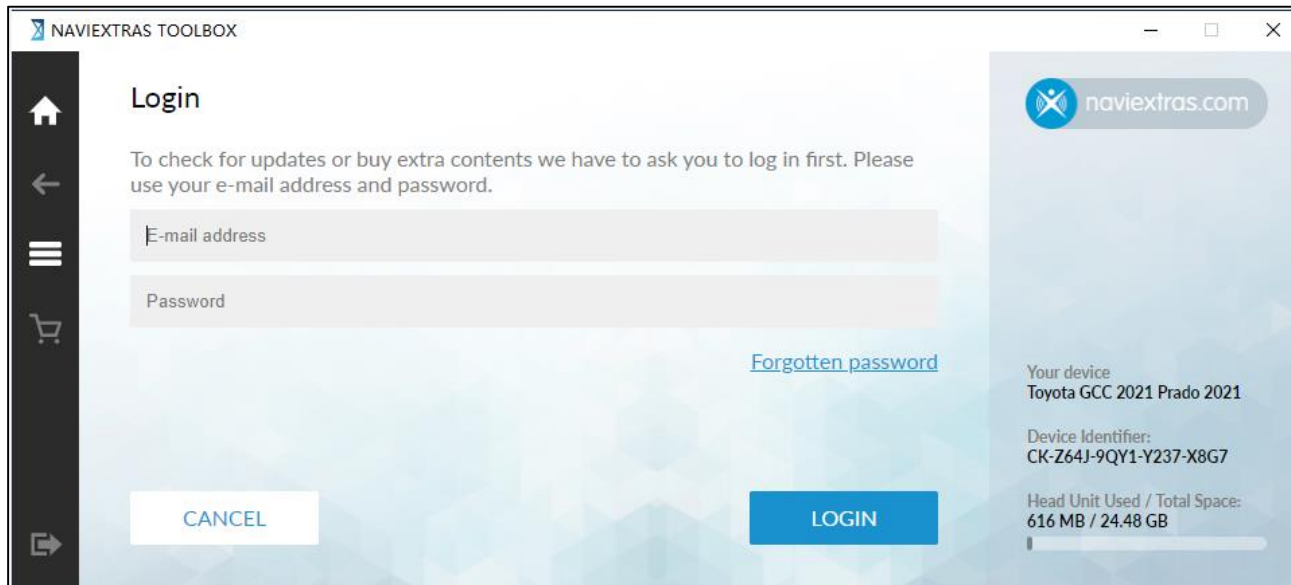 NAVIEXTRAS TOOLBOX
Login
To check for updates or buy extra contents we have to ask you to log in first. Please
use your e-mail address and password.
E-mail address
Password
Forgotten password
CANCEL
LOGIN
naviextras.com
Your device
Toyota GCC 2021 Prado 2021
Device Identifier:
CK-Z64J-9QY1-Y237-X8G7
Head Unit Used / Total Space:
616 MB / 24.48 GB